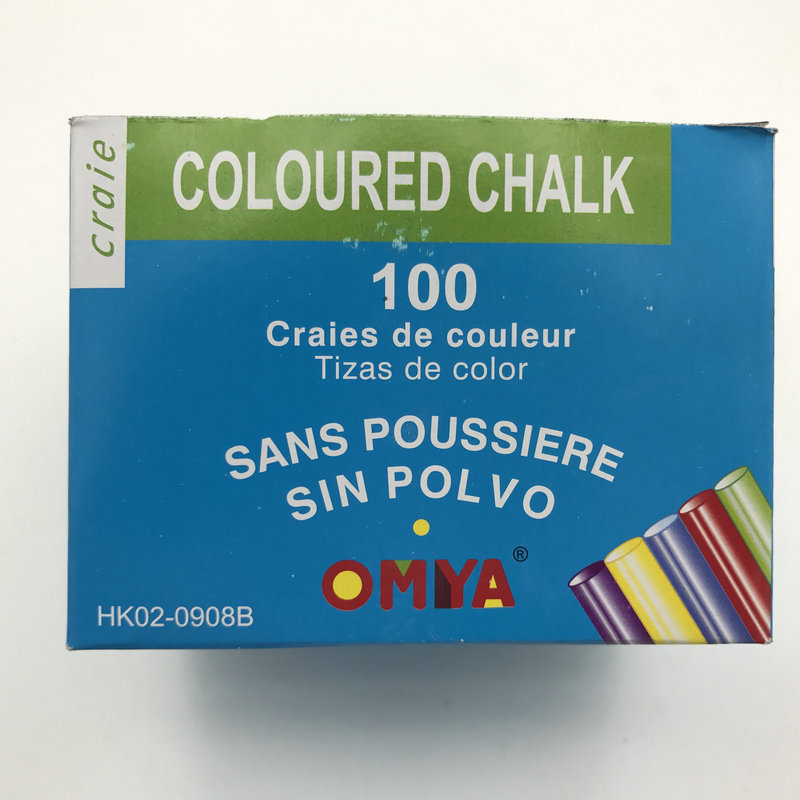 craie
COLOURED CHALK
100
Craies de couleur
Tizas de color
SANS POUSSIERE
SIN POLVO
OMYA®
HK02-0908B